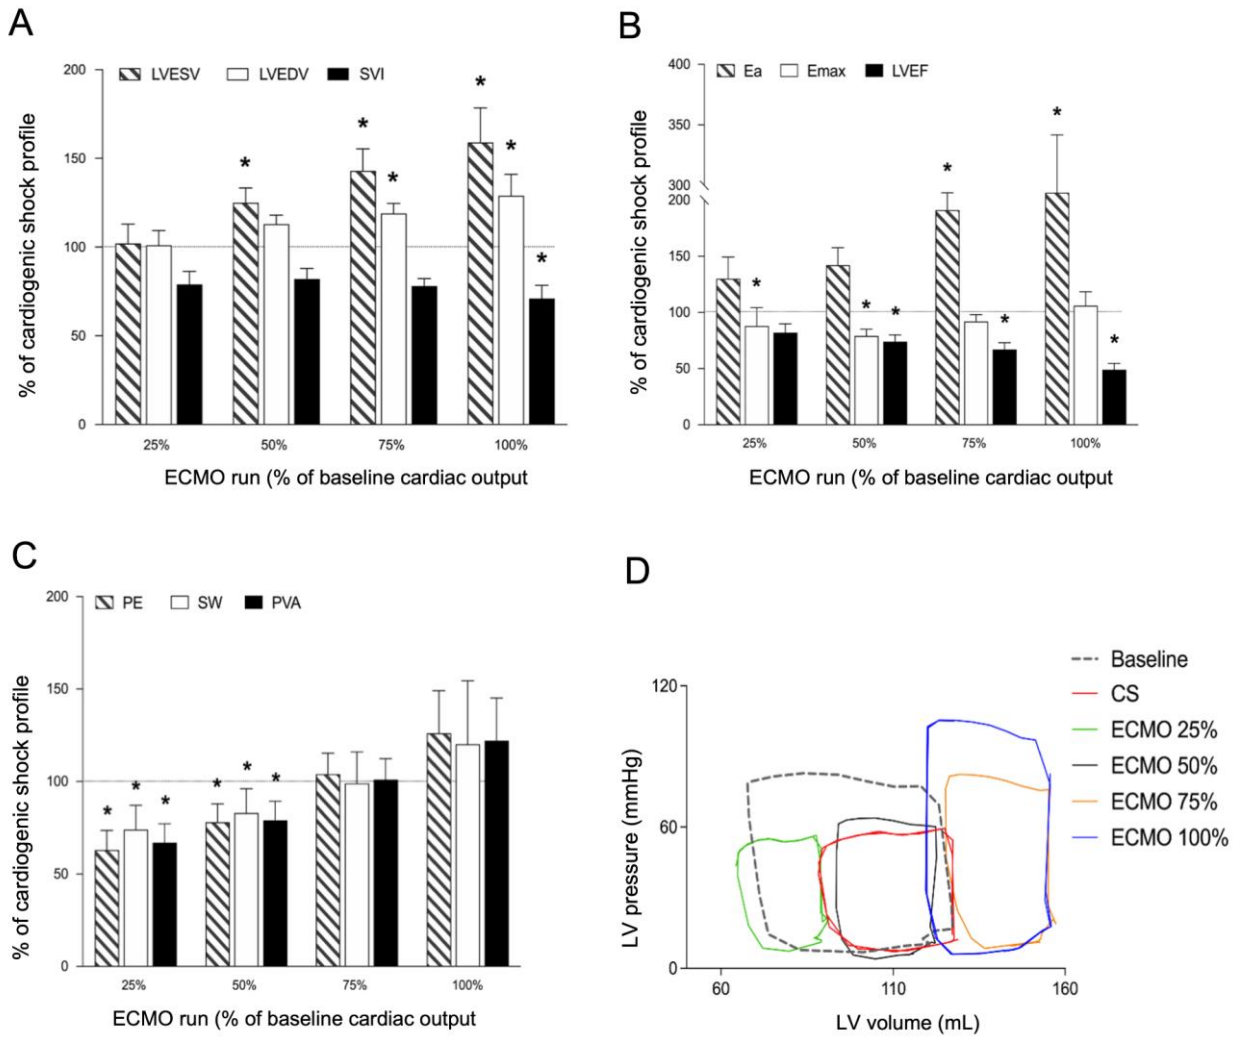 A
LVESV LVEDV SVI
% of cardiogenic shock profile
200
150
100
50
0
* * * * * *
25% 50% 75% 100%
ECMO run (% of baseline cardiac output
B
Ea Emax LVEF
% of cardiogenic shock profile
400
350
300
200
150
100
50
0
* * * * * * *
25% 50% 75% 100%
ECMO run (% of baseline cardiac output
C
PE SW PVA
% of cardiogenic shock profile
200
150
100
50
0
* * * * * *
25% 50% 75% 100%
ECMO run (% of baseline cardiac output
D
LV pressure (mmHg)
120
60
0
60 110 160
LV volume (mL)
Baseline
CS
ECMO 25%
ECMO 50%
ECMO 75%
ECMO 100%